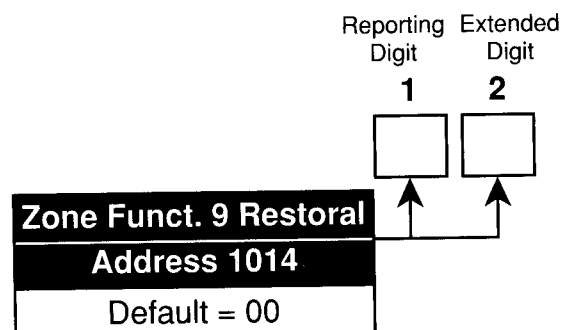 Reporting Extended
Digit Digit
1 2
Zone Funct. 9 Restoral
Address 1014
Default = 00